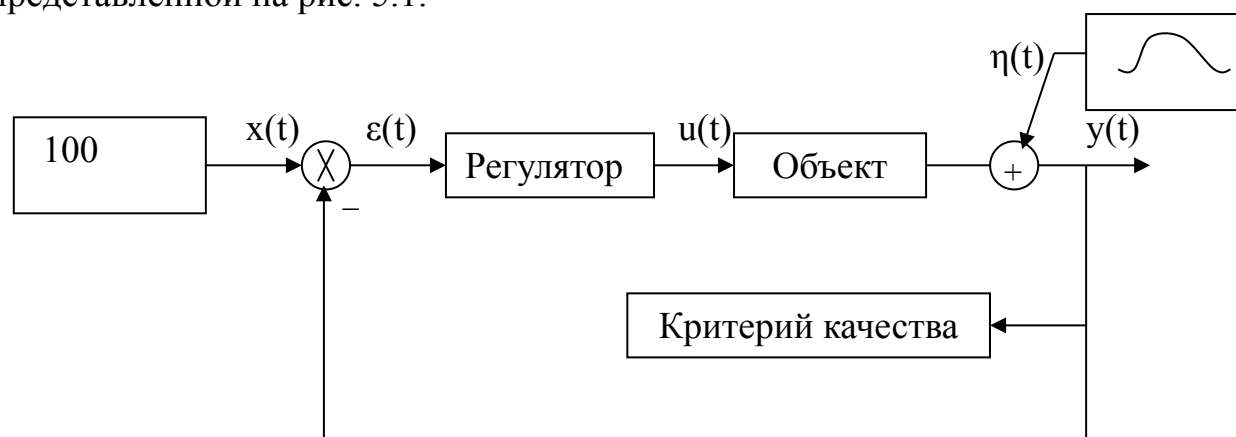 представленной на рис. 5.1.
η(t)
100
x(t)
ε(t)
Регулятор
u(t)
Объект
+
y(t)
–
Критерий качества